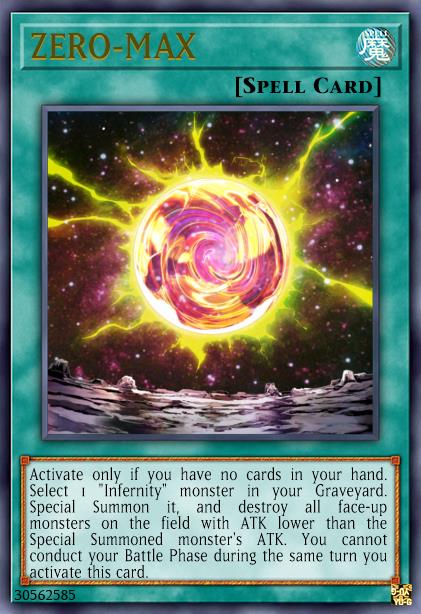 ZERO-MAX
SPELL
魔
[SPELL CARD]
Activate only if you have no cards in your hand.
Select 1 "Infernity" monster in your Graveyard.
Special Summon it, and destroy all face-up
monsters on the field with ATK lower than the
Special Summoned monster's ATK. You cannot
conduct your Battle Phase during the same turn you
activate this card.
30562585